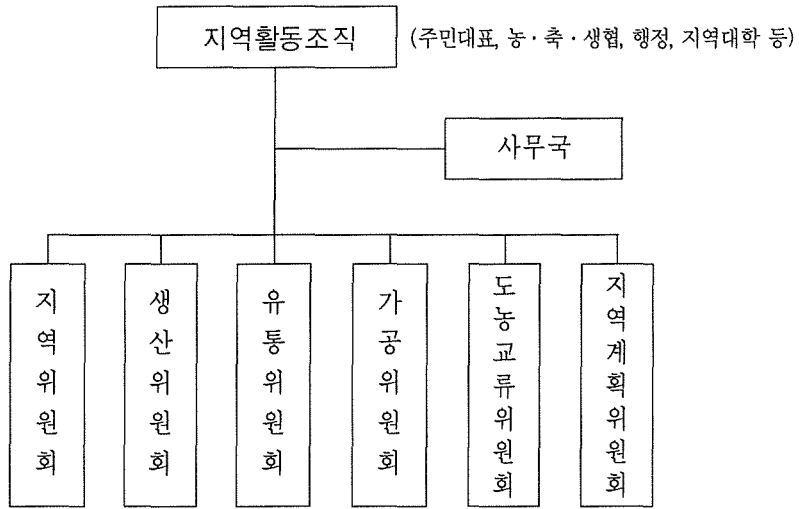 지역활동조직 (주민대표, 농·축·생협, 행정, 지역대학 등)
사무국
지역위원회
생산위원회
유통위원회
가공위원회
도농교류위원회
지역계획위원회